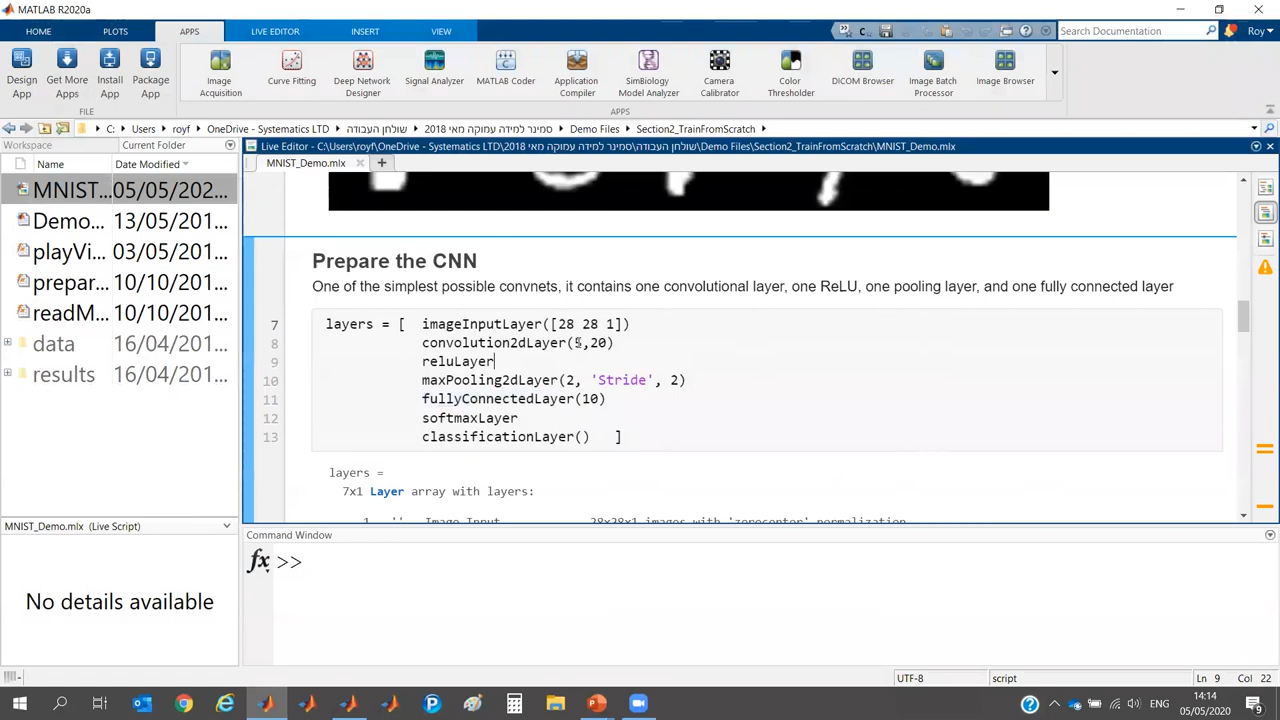 MATLAB R2020a
HOME PLOTS APPS LIVE EDITOR INSERT VIEW Search Documentation Roy
Design App Get More Apps Install App Package App Image Acquisition Curve Fitting Deep Network Designer Signal Analyzer MATLAB Coder Application Compiler SimBiology Model Analyzer Camera Calibrator Color Thresholder DICOM Browser Image Batch Processor Image Browser
FILE APPS
C: Users royf OneDrive - Systematics LTD שולחן העבודה סמינר למידה עמוקה מאי 2018 Demo Files Section2_TrainFromScratch
Workspace Current Folder
Live Editor - C:\Users\royf\OneDrive - Systematics LTD\שולחן העבודה\סמינר למידה עמוקה מאי 2018\Demo Files\Section2_TrainFromScratch\MNIST_Demo.mlx
Name Date Modified
MNIST_Demo.mlx
MNIST... 05/05/202...
Demo... 13/05/201...
playVi... 03/05/201...
prepar... 10/10/201...
readM... 10/10/201...
data 16/04/201...
results 16/04/201...
Prepare the CNN
One of the simplest possible convnets, it contains one convolutional layer, one ReLU, one pooling layer, and one fully connected layer
7 layers = [ imageInputLayer([28 28 1])
8 convolution2dLayer(5,20)
9 reluLayer
10 maxPooling2dLayer(2, 'Stride', 2)
11 fullyConnectedLayer(10)
12 softmaxLayer
13 classificationLayer() ]
layers =
7x1 Layer array with layers:
1 '' Image Input 28x28x1 images with 'zerocenter' normalization
MNIST_Demo.mlx (Live Script)
No details available
Command Window
fx >>
UTF-8 script Ln 9 Col 22
ENG 14:14
05/05/2020
9